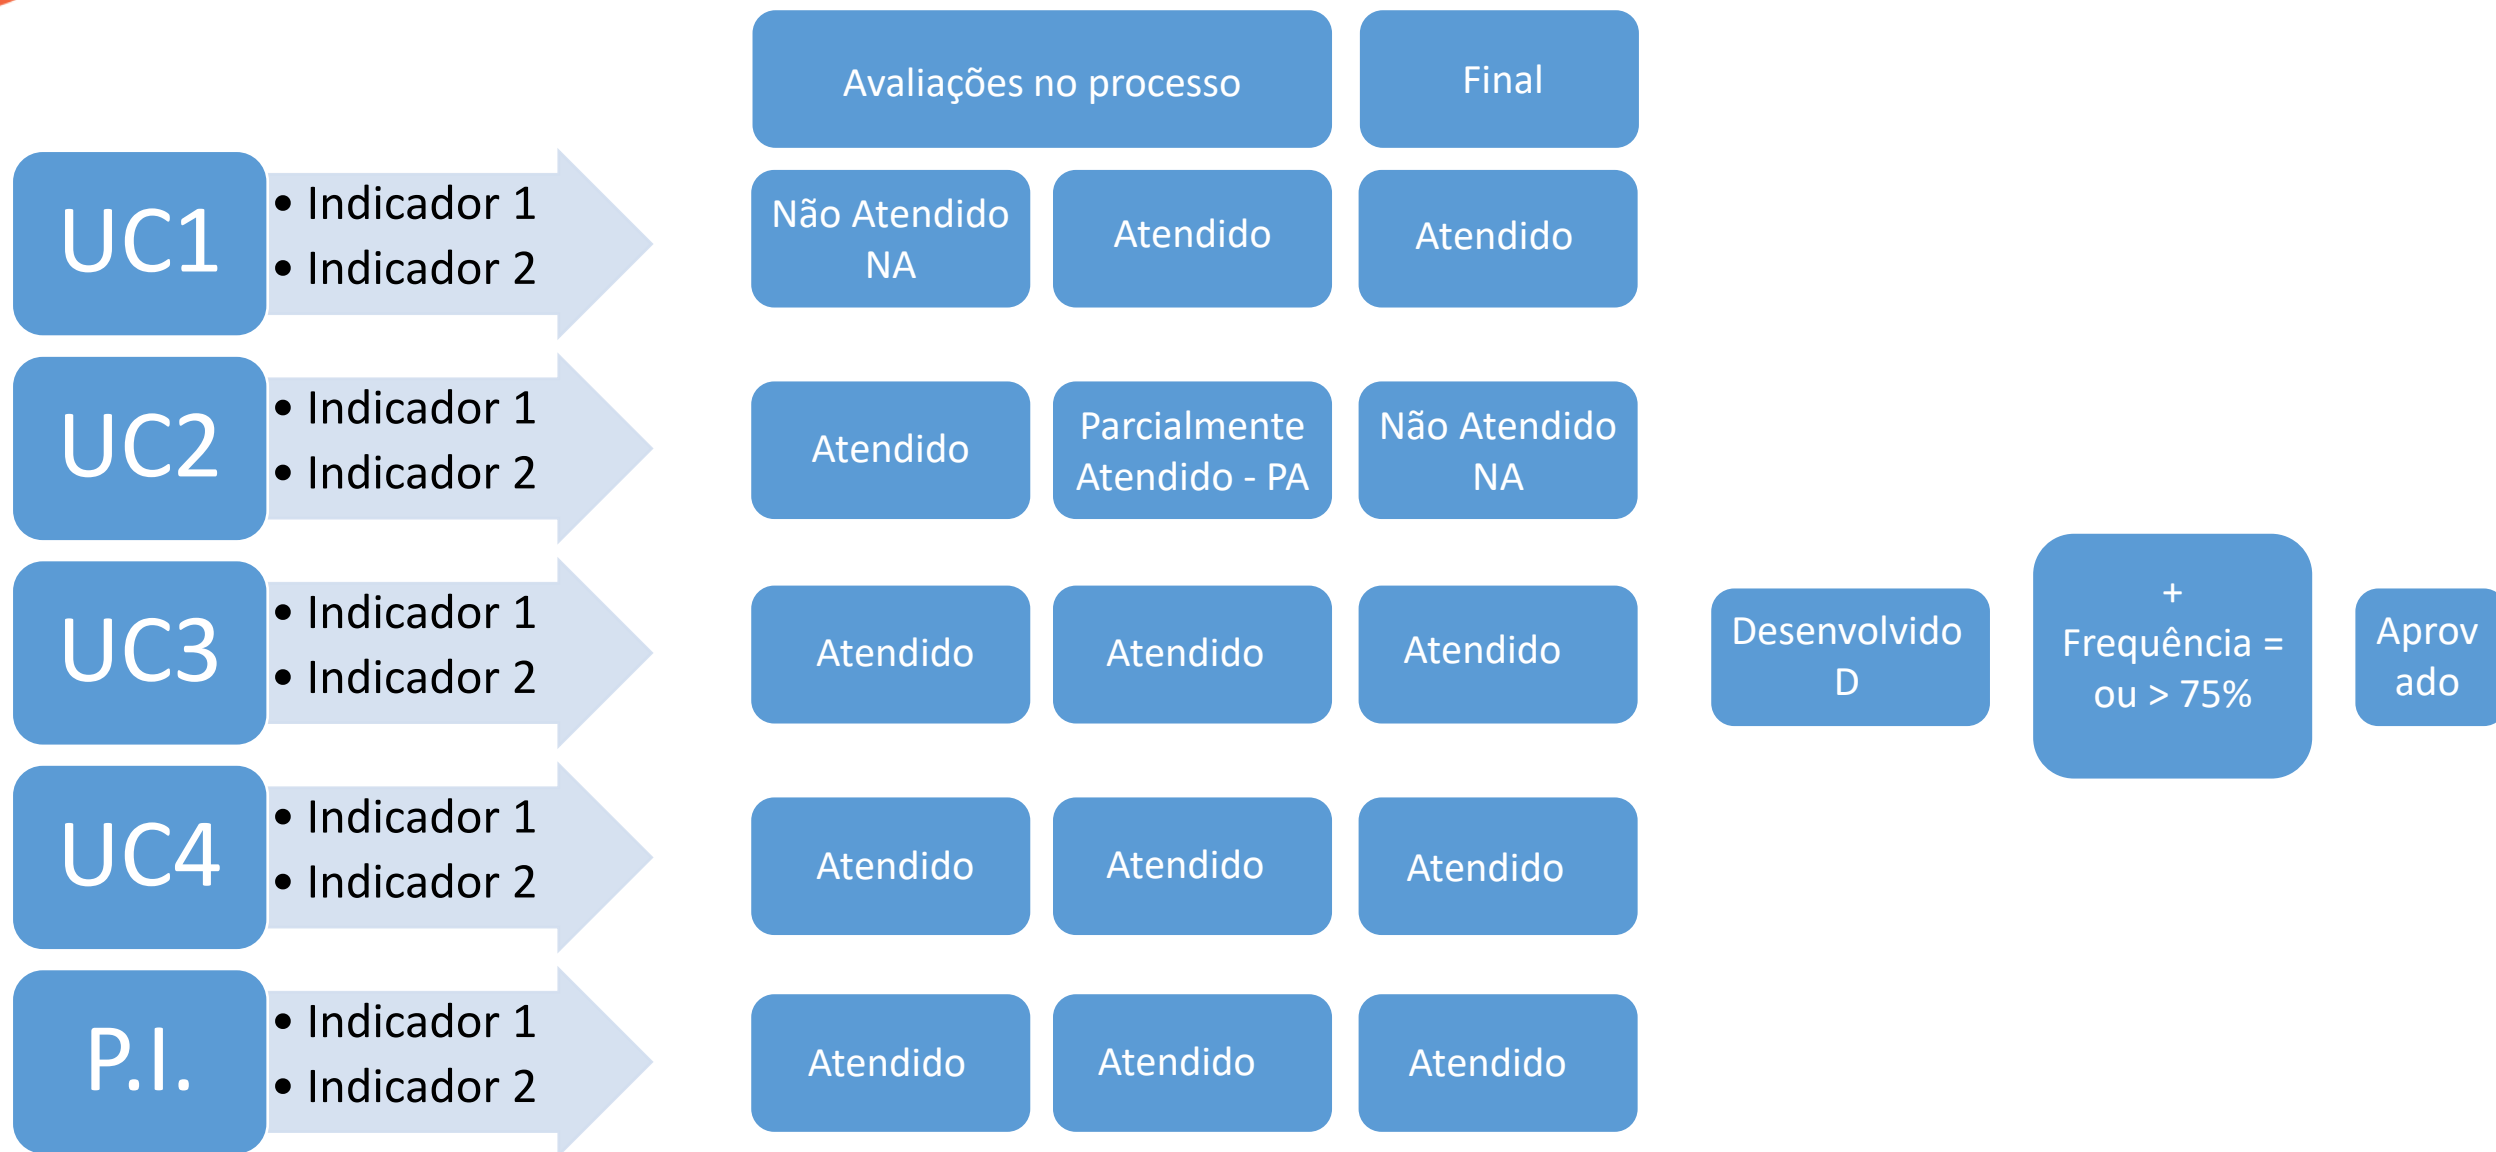 Avaliações no processo
Final
UC1
• Indicador 1
• Indicador 2
Não Atendido
NA
Atendido
Atendido
UC2
• Indicador 1
• Indicador 2
Atendido
Parcialmente
Atendido - PA
Não Atendido
NA
UC3
• Indicador 1
• Indicador 2
Atendido
Atendido
Atendido
Desenvolvido
D
+
Frequência =
ou > 75%
Aprov
ado
UC4
• Indicador 1
• Indicador 2
Atendido
Atendido
Atendido
P.I.
• Indicador 1
• Indicador 2
Atendido
Atendido
Atendido